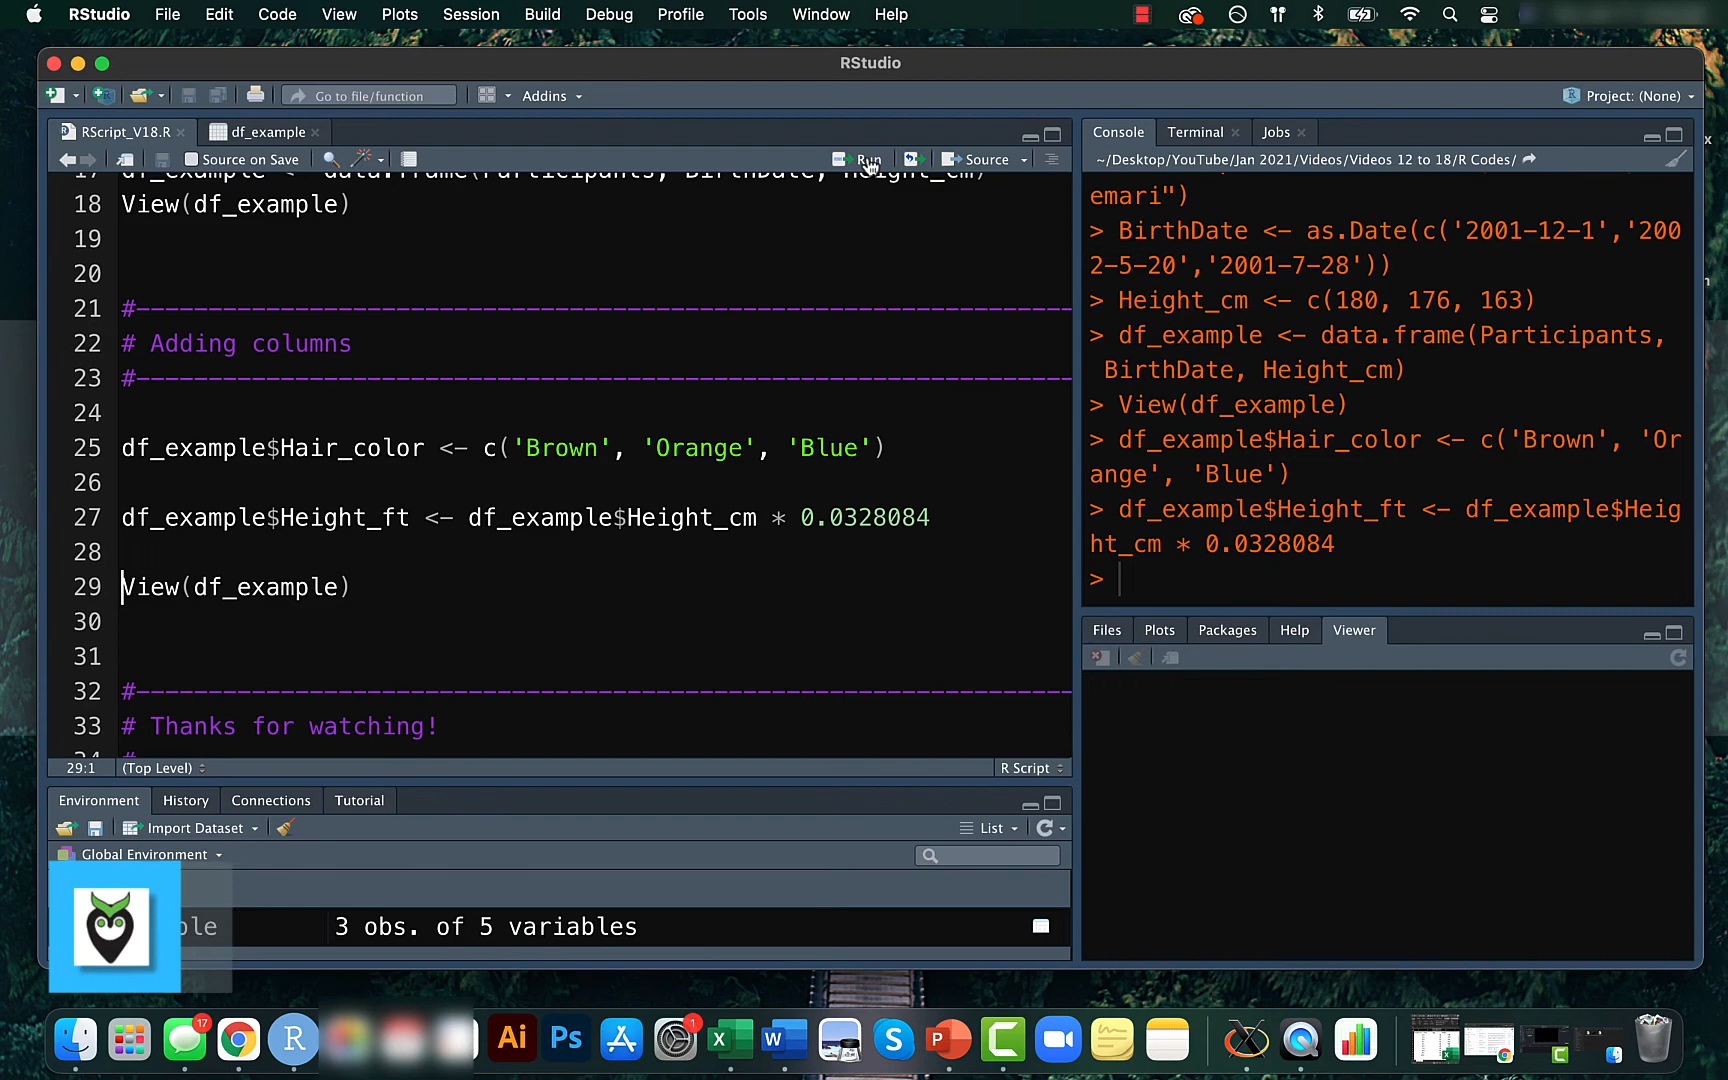 RStudio File Edit Code View Plots Session Build Debug Profile Tools Window Help
RStudio
Go to file/function Addins Project: (None)
RScript_V18.R df_example
Source on Save Run Source
17 df_example <- data.frame(Participants, BirthDate, Height_cm)
18 View(df_example)
19
20
21 #------------------------------------------------------------------
22 # Adding columns
23 #------------------------------------------------------------------
24
25 df_example$Hair_color <- c('Brown', 'Orange', 'Blue')
26
27 df_example$Height_ft <- df_example$Height_cm * 0.0328084
28
29 View(df_example)
30
31
32 #------------------------------------------------------------------
33 # Thanks for watching!
29:1 (Top Level) R Script
Environment History Connections Tutorial
Import Dataset List
Global Environment
ple 3 obs. of 5 variables
Console Terminal Jobs
~/Desktop/YouTube/Jan 2021/Videos/Videos 12 to 18/R Codes/
emari")
> BirthDate <- as.Date(c('2001-12-1','200
2-5-20','2001-7-28'))
> Height_cm <- c(180, 176, 163)
> df_example <- data.frame(Participants,
BirthDate, Height_cm)
> View(df_example)
> df_example$Hair_color <- c('Brown', 'Or
ange', 'Blue')
> df_example$Height_ft <- df_example$Heig
ht_cm * 0.0328084
>
Files Plots Packages Help Viewer
17 R Ai Ps 1 X W S P